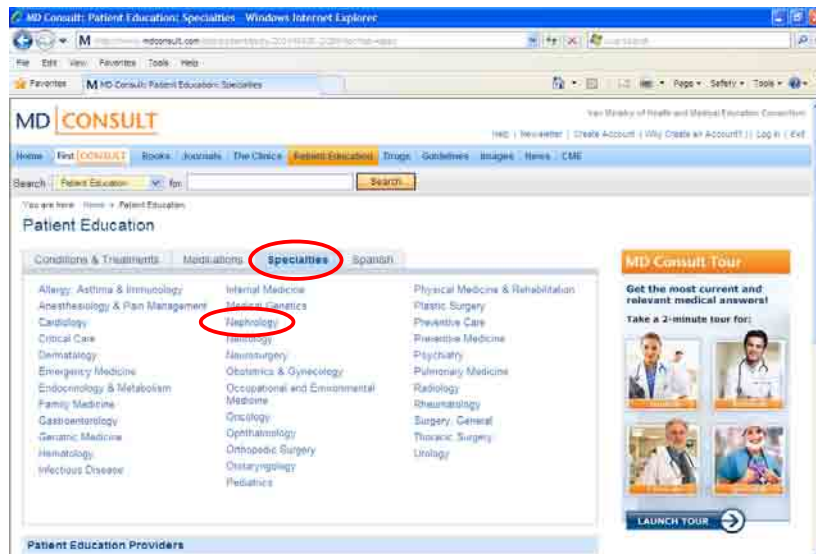 MD Consult: Patient Education: Specialties - Windows Internet Explorer
mdconsult.com
File Edit View Favorites Tools Help
Favorites MD Consult: Patient Education: Specialties Page Safety Tools
MD CONSULT
Help | Newsletter | Create Account | Why Create an Account? | Log in | Exit
Home First CONSULT Books Journals The Clinics Patient Education Drugs Guidelines Images News CME
Search Patient Education for Search
You are here: Home > Patient Education
Patient Education
Conditions & Treatments Medications Specialties Spanish
Allergy, Asthma & Immunology
Anesthesiology & Pain Management
Cardiology
Critical Care
Dermatology
Emergency Medicine
Endocrinology & Metabolism
Family Medicine
Gastroenterology
Geriatric Medicine
Hematology
Infectious Disease
Internal Medicine
Medical Genetics
Nephrology
Neurology
Neurosurgery
Obstetrics & Gynecology
Occupational and Environmental
Medicine
Oncology
Ophthalmology
Orthopedic Surgery
Otolaryngology
Pediatrics
Physical Medicine & Rehabilitation
Plastic Surgery
Preventive Care
Preventive Medicine
Psychiatry
Pulmonary Medicine
Radiology
Rheumatology
Surgery, General
Thoracic Surgery
Urology
MD Consult Tour
Get the most current and
relevant medical answers!
Take a 2-minute tour for:
LAUNCH TOUR
Patient Education Providers